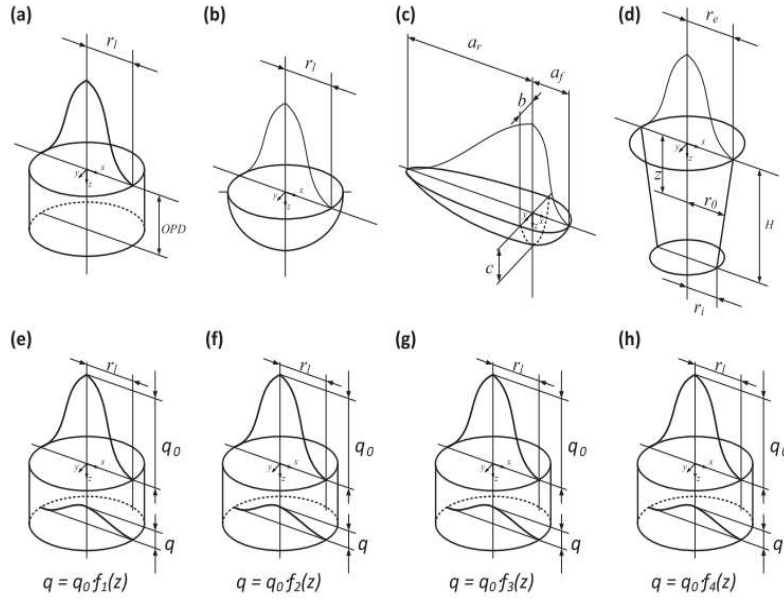 (a)
r_l
y x
z
OPD
(b)
r_l
y x
z
(c)
a_r
a_f
b
y x
z
c
(d)
r_e
y x
z
z
r_0
H
r_i
(e)
r_l
y x
z
q_0
q
q = q_0 f_1(z)
(f)
r_l
y x
z
q_0
q
q = q_0 f_2(z)
(g)
r_l
y x
z
q_0
q
q = q_0 f_3(z)
(h)
r_l
y x
z
q_0
q
q = q_0 f_4(z)